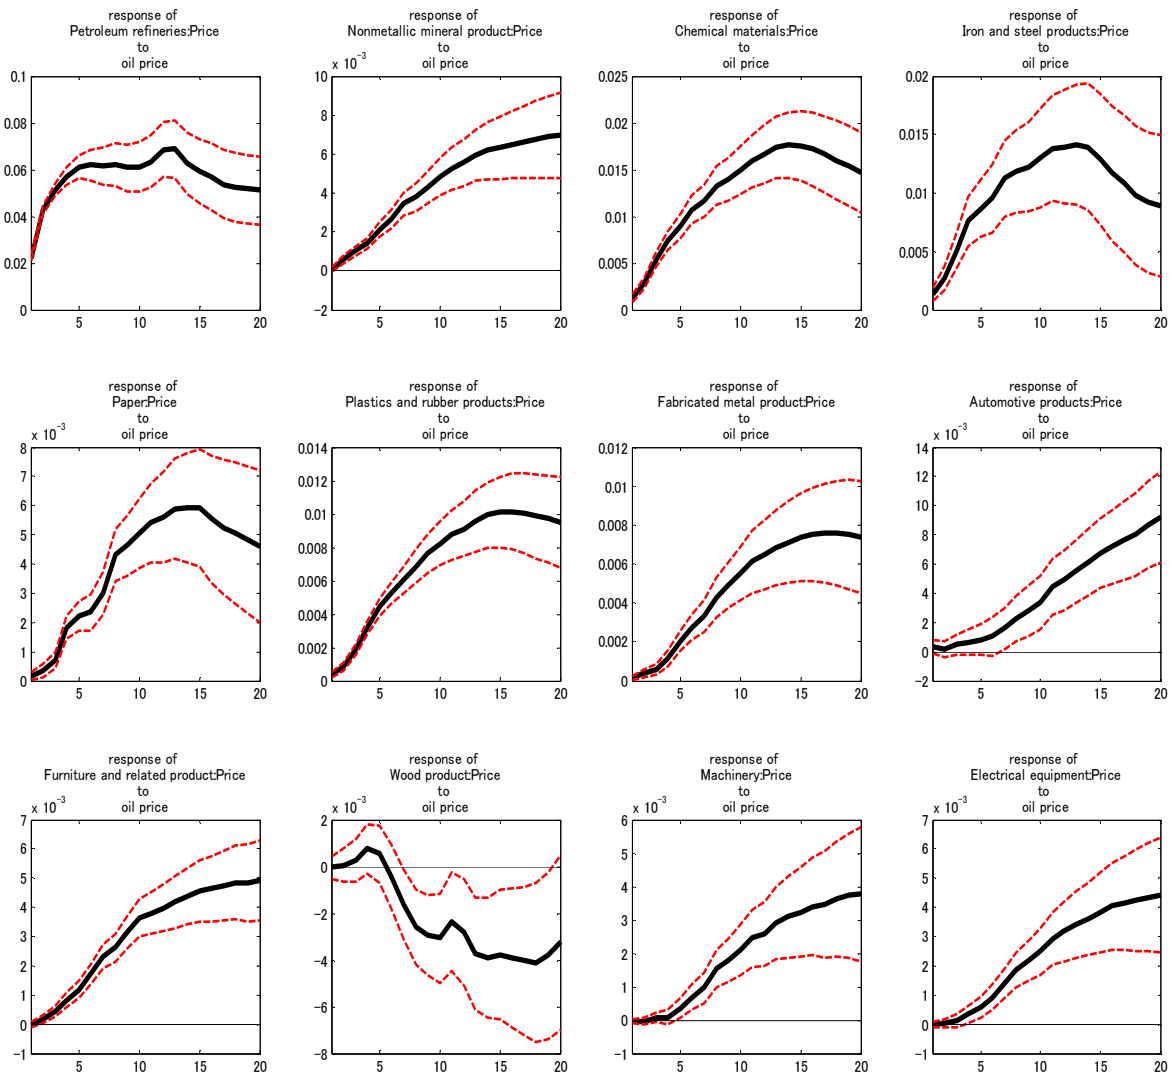 response of
Petroleum refineries:Price
to
oil price
0.1
0.08
0.06
0.04
0.02
0
5
10
15
20
response of
Nonmetallic mineral product:Price
to
oil price
x 10^-3
10
8
6
4
2
0
-2
5
10
15
20
response of
Chemical materials:Price
to
oil price
0.025
0.02
0.015
0.01
0.005
0
5
10
15
20
response of
Iron and steel products:Price
to
oil price
0.02
0.015
0.01
0.005
0
5
10
15
20
response of
Paper:Price
to
oil price
x 10^-3
8
7
6
5
4
3
2
1
0
5
10
15
20
response of
Plastics and rubber products:Price
to
oil price
0.014
0.012
0.01
0.008
0.006
0.004
0.002
0
5
10
15
20
response of
Fabricated metal product:Price
to
oil price
0.012
0.01
0.008
0.006
0.004
0.002
0
5
10
15
20
response of
Automotive products:Price
to
oil price
x 10^-3
14
12
10
8
6
4
2
0
-2
5
10
15
20
response of
Furniture and related product:Price
to
oil price
x 10^-3
7
6
5
4
3
2
1
0
-1
5
10
15
20
response of
Wood product:Price
to
oil price
x 10^-3
2
0
-2
-4
-6
-8
5
10
15
20
response of
Machinery:Price
to
oil price
x 10^-3
6
5
4
3
2
1
0
-1
5
10
15
20
response of
Electrical equipment:Price
to
oil price
x 10^-3
7
6
5
4
3
2
1
0
-1
5
10
15
20